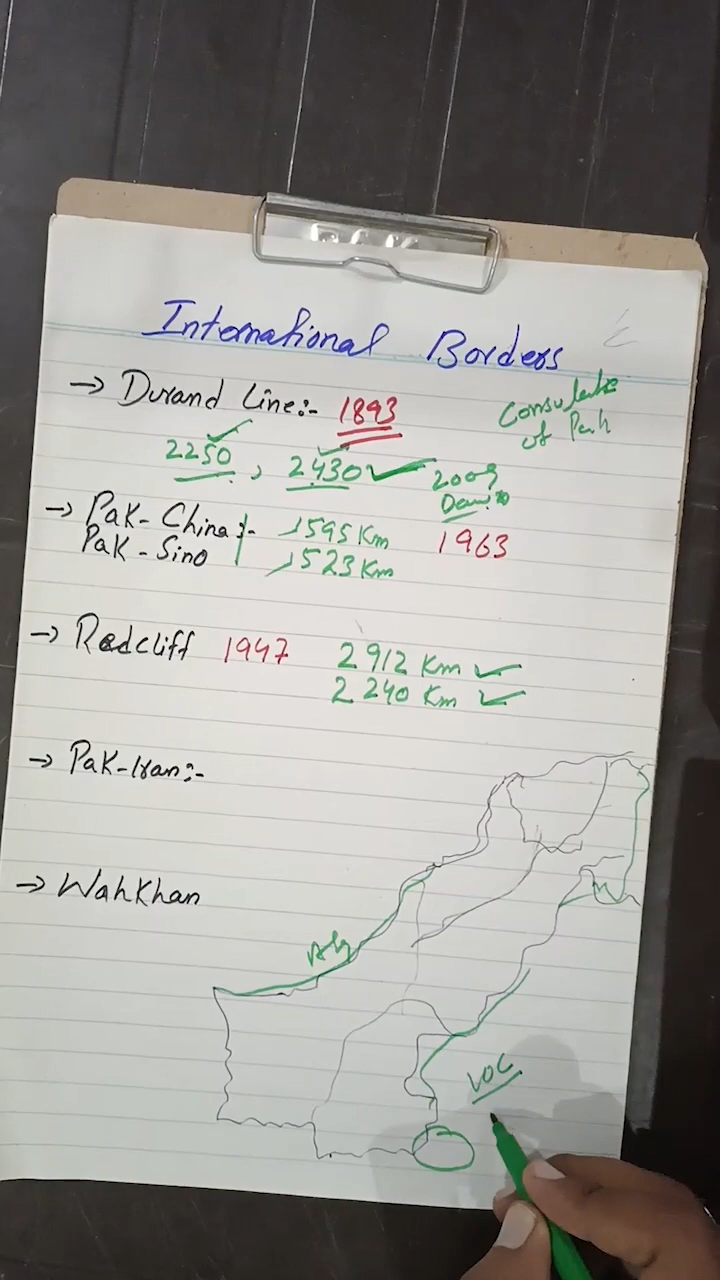 International Borders
→ Durand Line:- 1893
Consulate
of Pak
2250, 2430 ✓ 2009
Dawn
→ Pak-China:- 1595 Km 1963
Pak-Sino 1523 Km
→ Redcliff 1947 2912 Km ✓
2240 Km ✓
→ Pak-Iran:-
→ Wahkhan
Afg
LOC